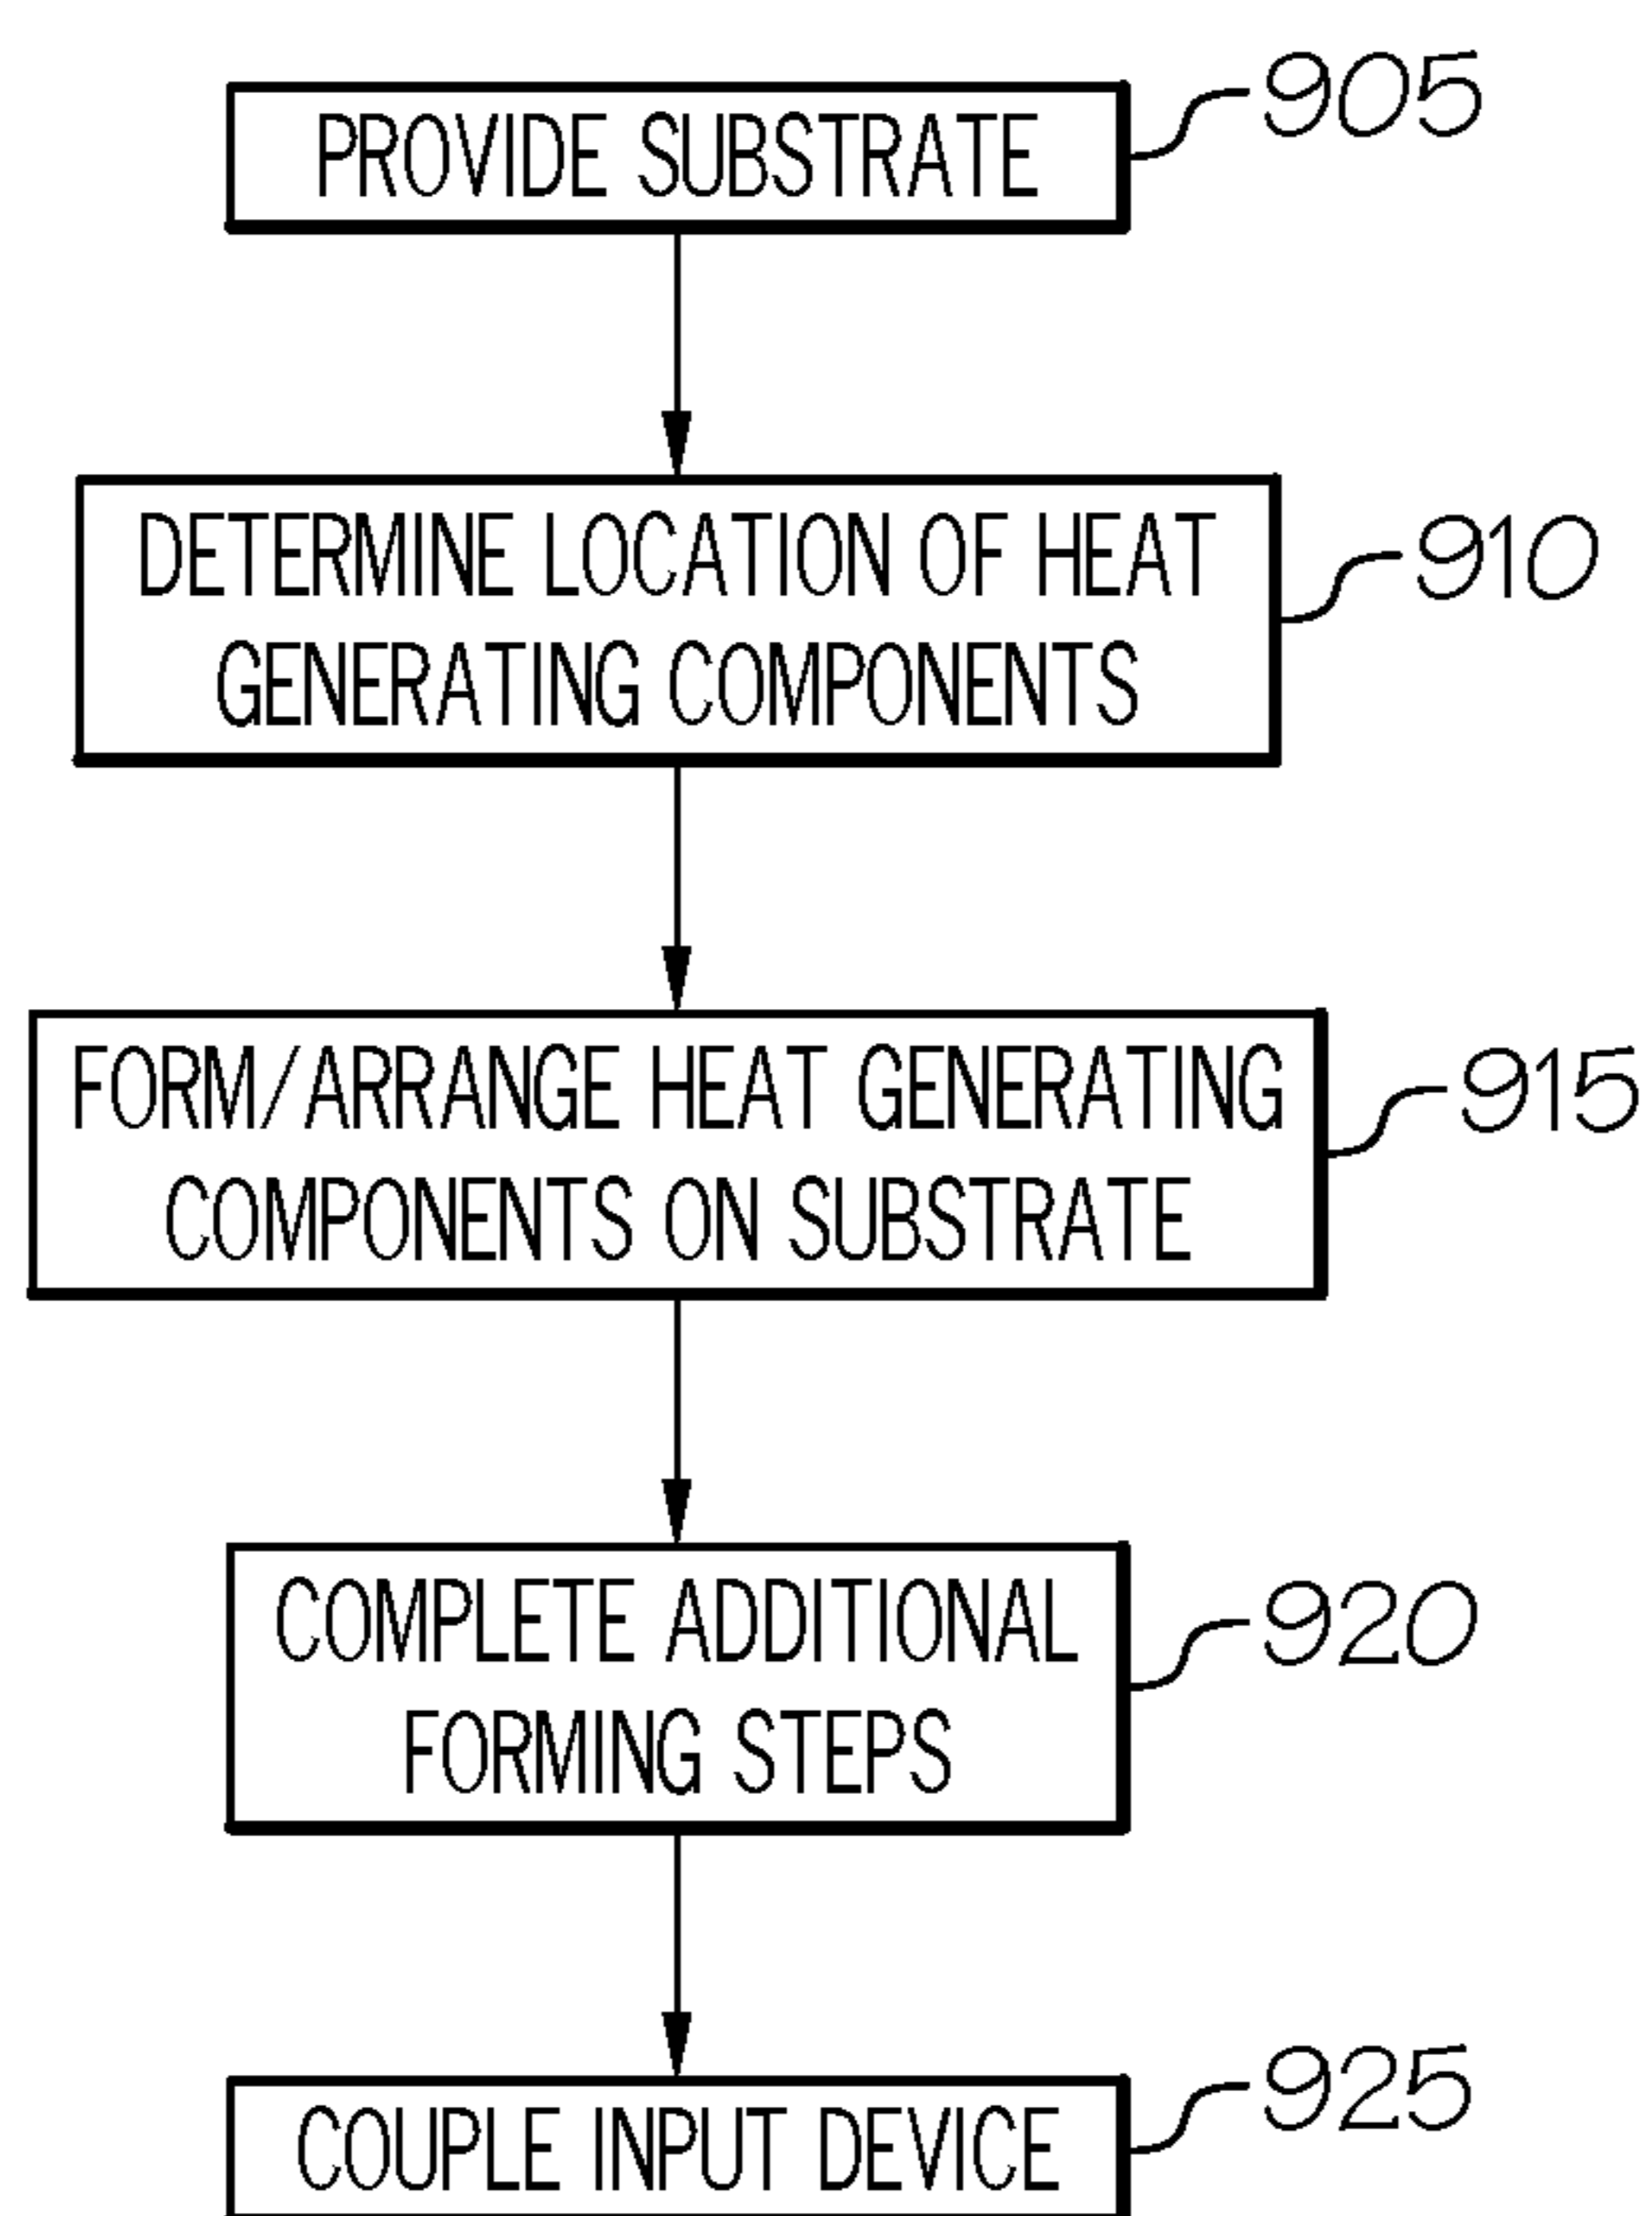 PROVIDE SUBSTRATE
905
DETERMINE LOCATION OF HEAT
GENERATING COMPONENTS
910
FORM/ARRANGE HEAT GENERATING
COMPONENTS ON SUBSTRATE
915
COMPLETE ADDITIONAL
FORMING STEPS
920
COUPLE INPUT DEVICE
925